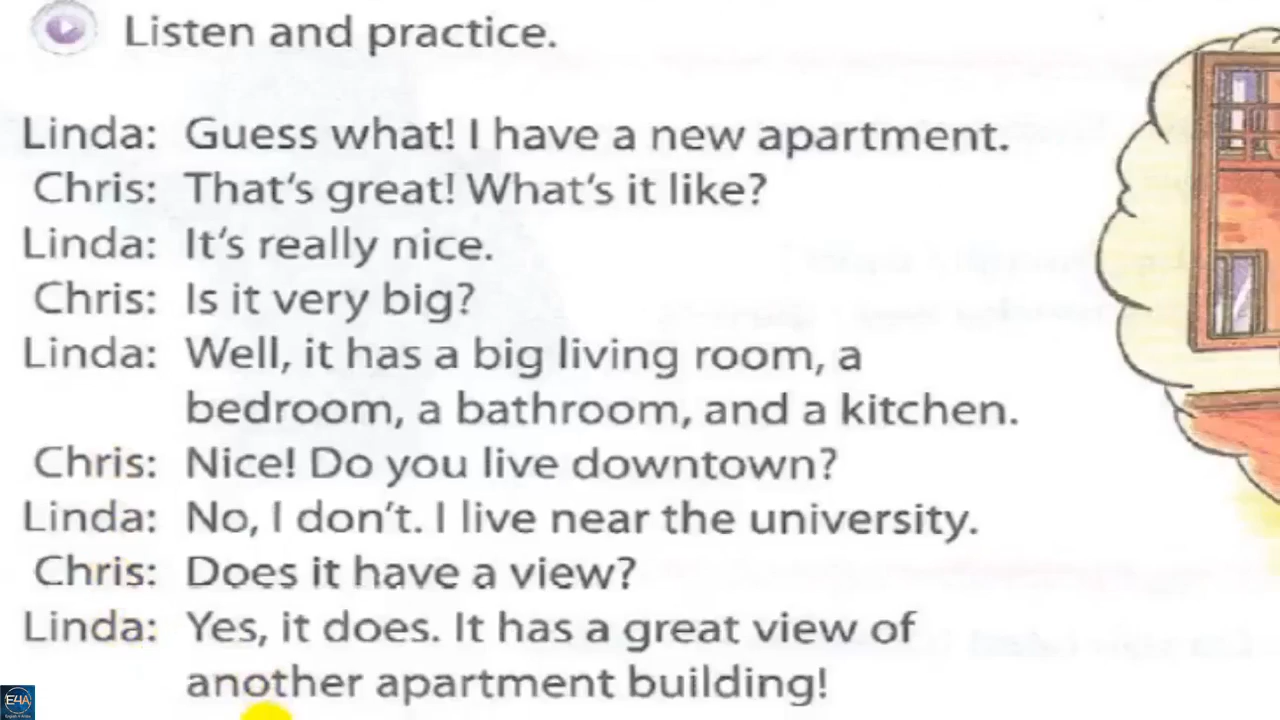 Listen and practice.
Linda: Guess what! I have a new apartment.
Chris: That's great! What's it like?
Linda: It's really nice.
Chris: Is it very big?
Linda: Well, it has a big living room, a
bedroom, a bathroom, and a kitchen.
Chris: Nice! Do you live downtown?
Linda: No, I don't. I live near the university.
Chris: Does it have a view?
Linda: Yes, it does. It has a great view of
another apartment building!
E4A